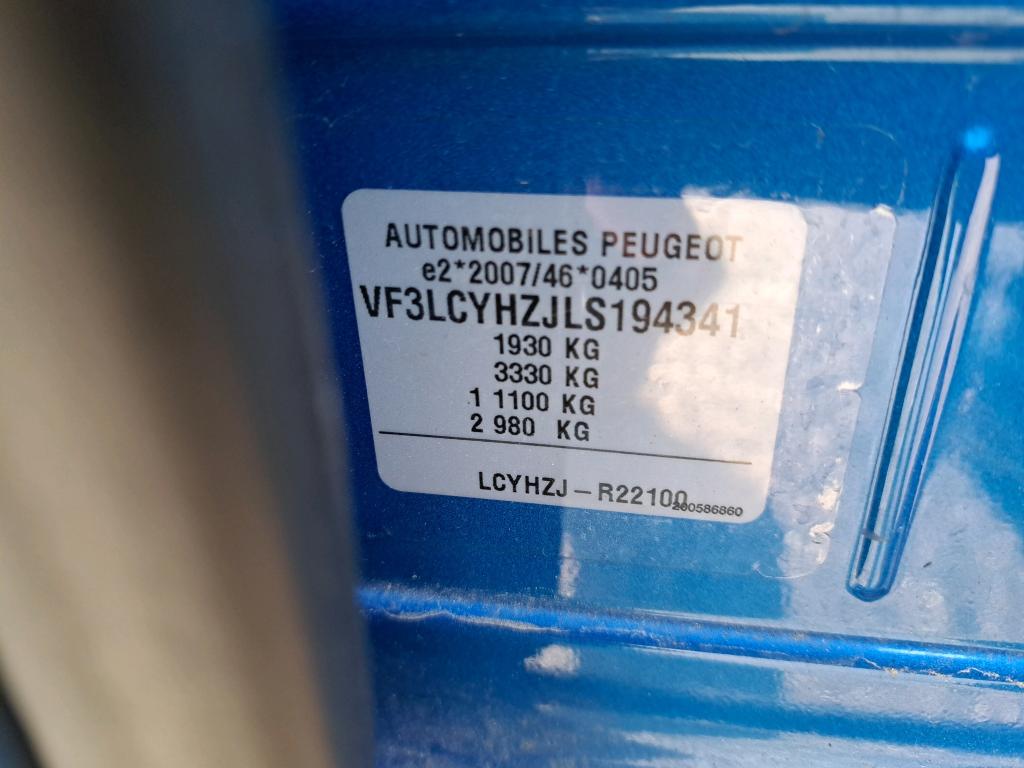 AUTOMOBILES PEUGEOT
e2*2007/46*0405
VF3LCYHZJLS194341
1930 KG
3330 KG
1 1100 KG
2 980 KG
LCYHZJ – R22100
200586860